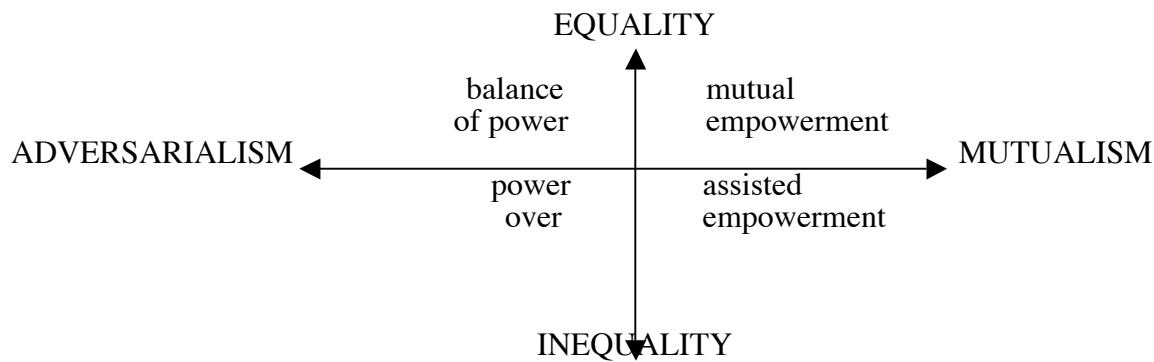 EQUALITY
balance
of power
mutual
empowerment
ADVERSARIALISM
MUTUALISM
power
over
assisted
empowerment
INEQUALITY